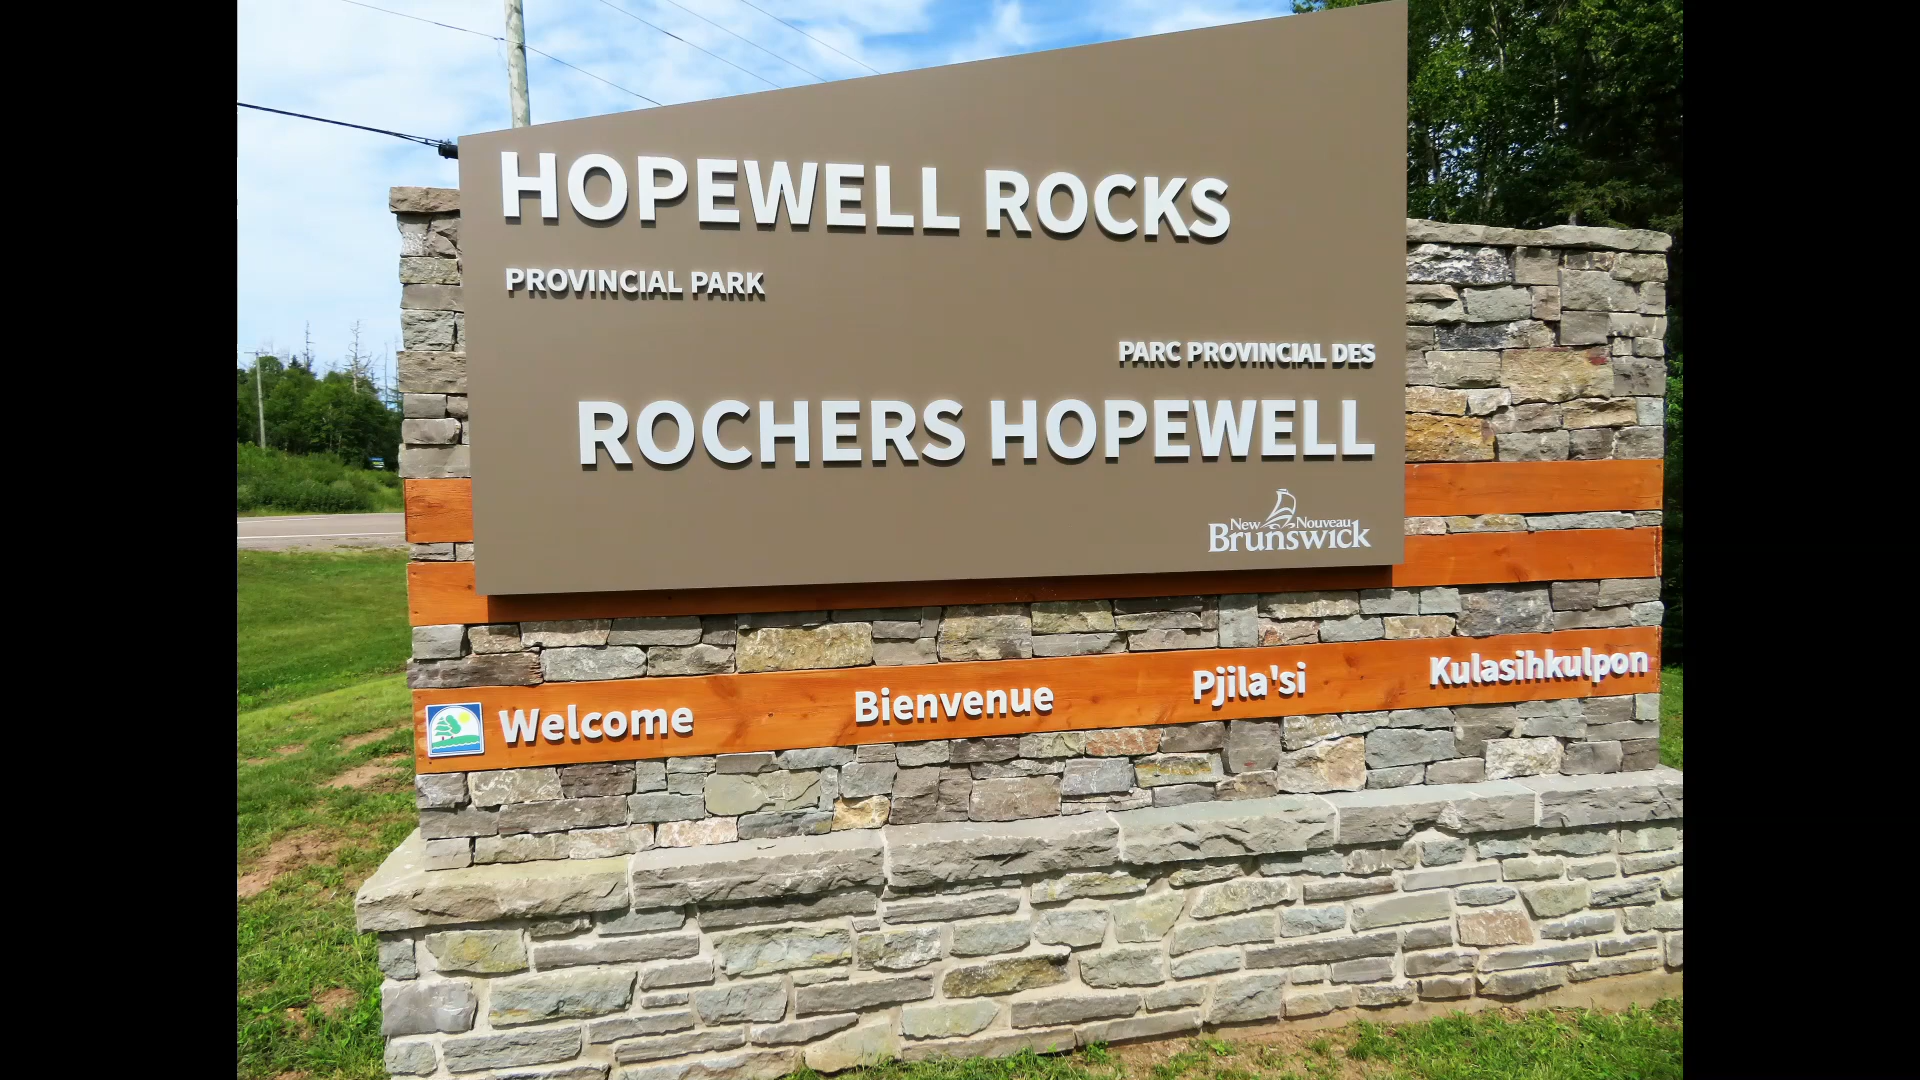 HOPEWELL ROCKS
PROVINCIAL PARK
PARC PROVINCIAL DES
ROCHERS HOPEWELL
New Nouveau
Brunswick
Welcome Bienvenue Pjila'si Kulasihkulpon